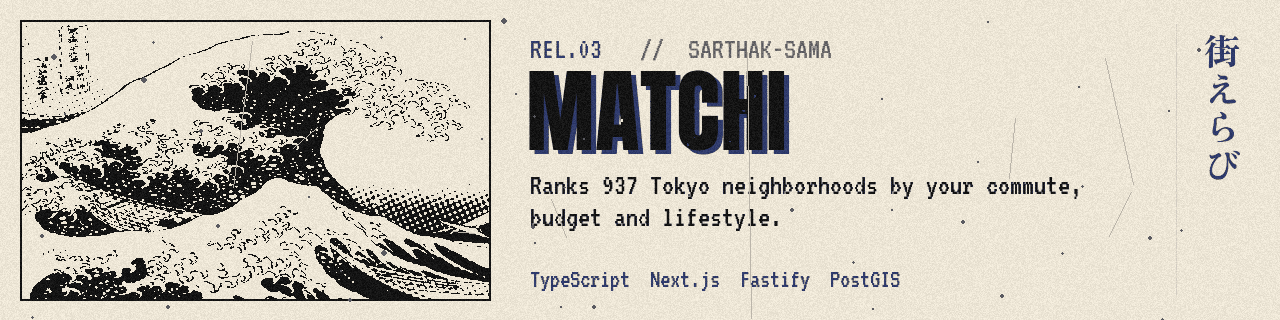 REL.03 // SARTHAK-SAMA
MATCHI
Ranks 937 Tokyo neighborhoods by your commute,
budget and lifestyle.
TypeScript Next.js Fastify PostGIS
街えらび